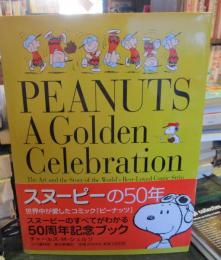 PEANUTS
A Golden
Celebration
The Art and the Story of the World's Best-Loved Comic Strip
スヌーピーの50年
世界中が愛したコミック「ピーナッツ」
スヌーピーのすべてがわかる
50周年記念ブック
チャールズ・M・シュルツ